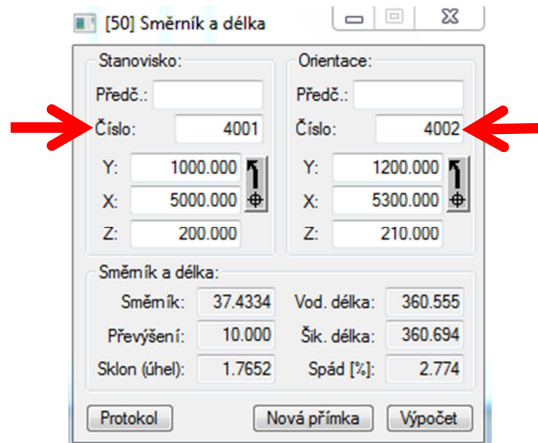 [50] Směrník a délka
Stanovisko:
Předč.:
Číslo: 4001
Y: 1000.000
X: 5000.000
Z: 200.000
Orientace:
Předč.:
Číslo: 4002
Y: 1200.000
X: 5300.000
Z: 210.000
Směrník a délka:
Směrník: 37.4334 Vod. délka: 360.555
Převýšení: 10.000 Šik. délka: 360.694
Sklon (úhel): 1.7652 Spád [%]: 2.774
Protokol Nová přímka Výpočet